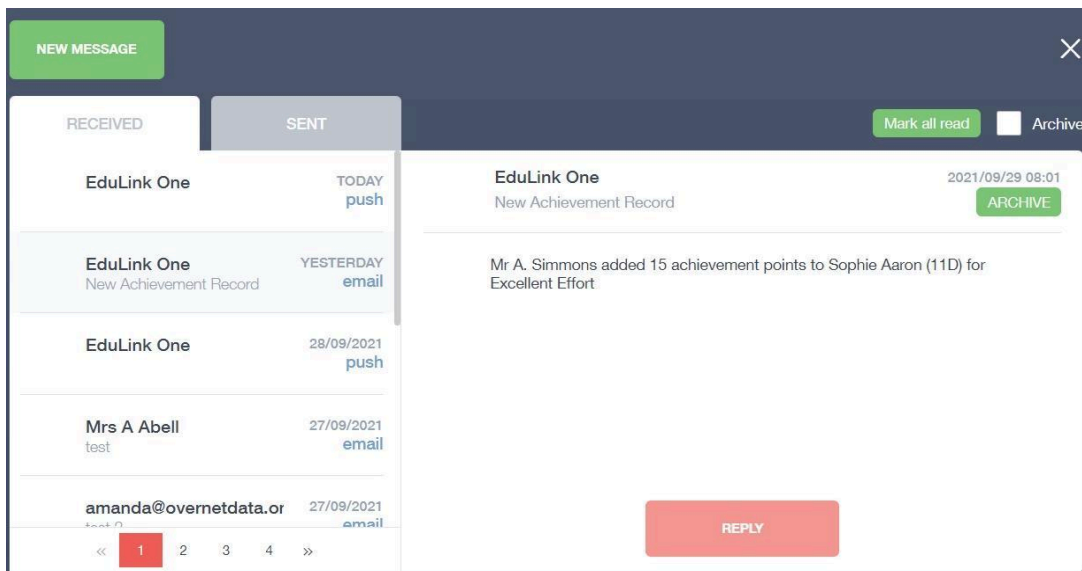 NEW MESSAGE
RECEIVED
SENT
Mark all read
Archive
EduLink One
TODAY
push
EduLink One
YESTERDAY
New Achievement Record
email
EduLink One
28/09/2021
push
Mrs A Abell
27/09/2021
test
email
amanda@overnetdata.or
27/09/2021
test 2
email
« 1 2 3 4 »
EduLink One
2021/09/29 08:01
New Achievement Record
ARCHIVE
Mr A. Simmons added 15 achievement points to Sophie Aaron (11D) for
Excellent Effort
REPLY